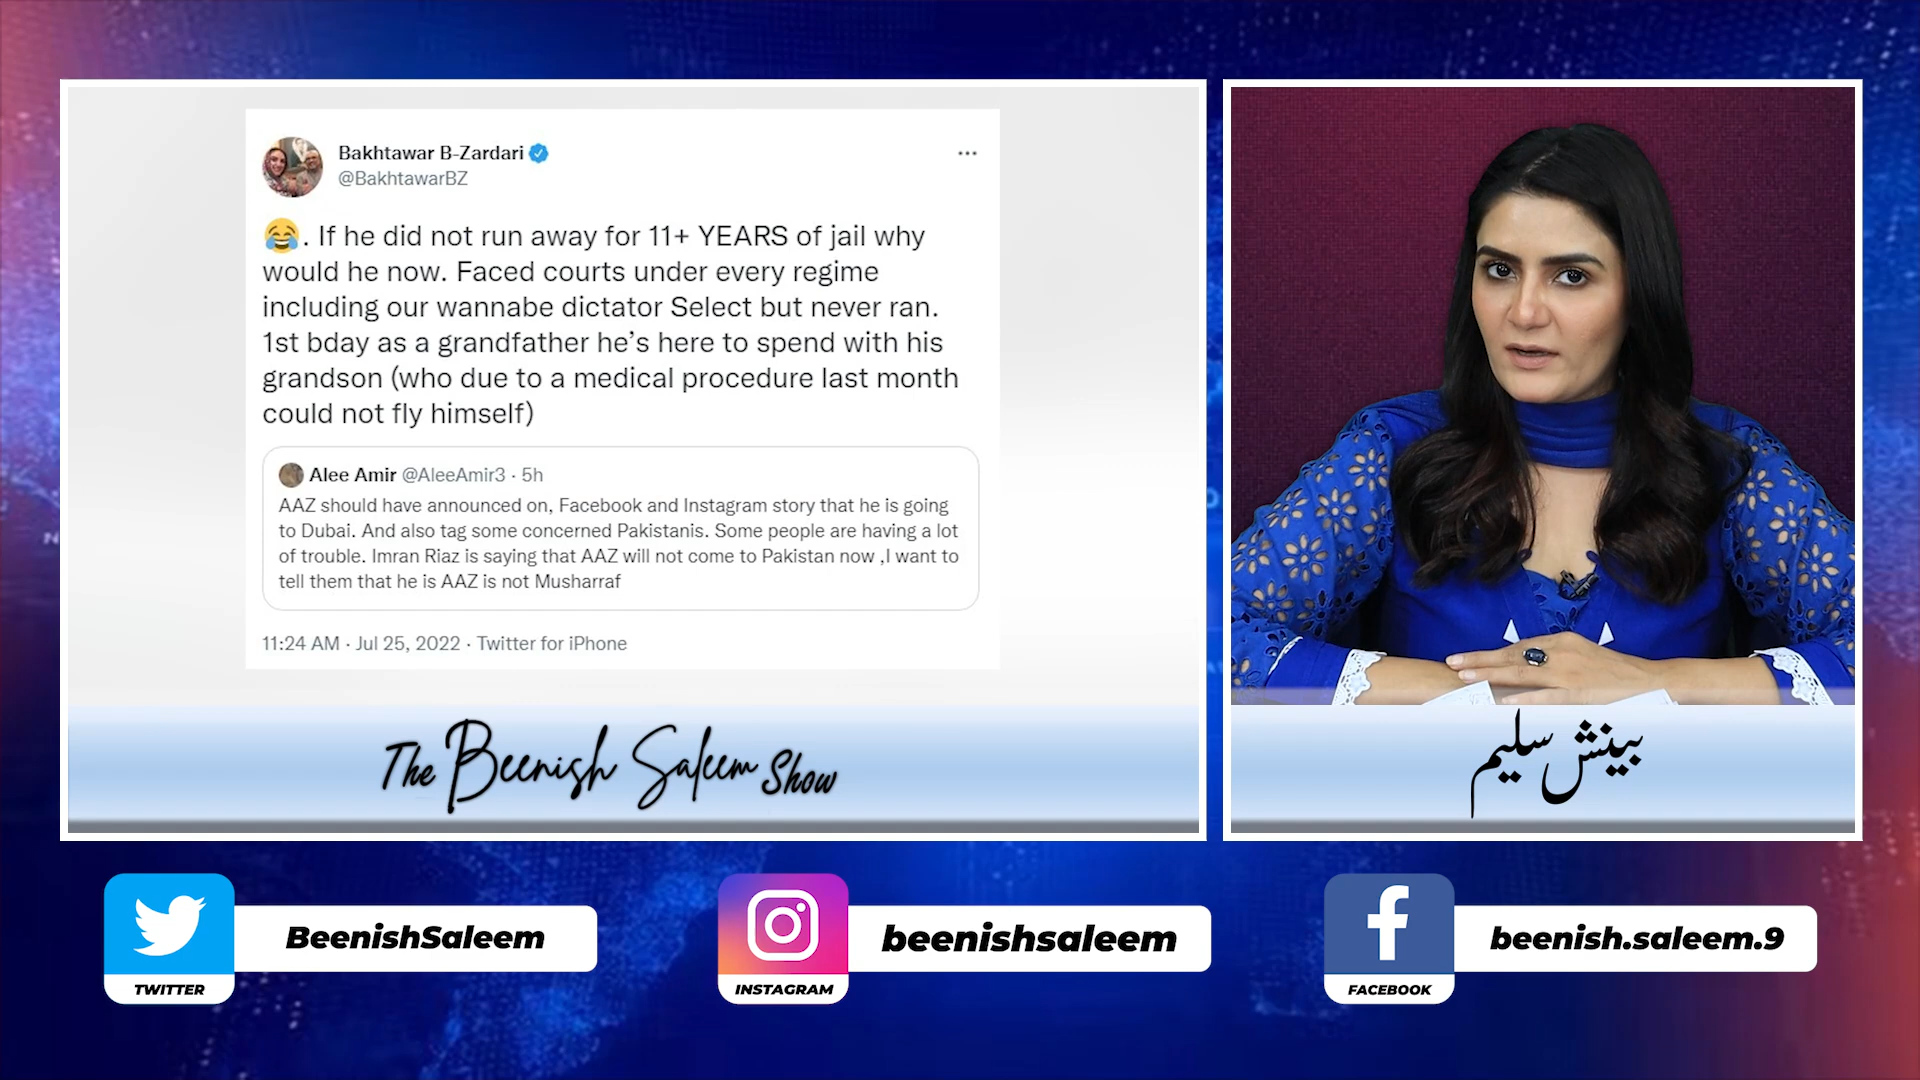 Bakhtawar B-Zardari
@BakhtawarBZ
😂. If he did not run away for 11+ YEARS of jail why
would he now. Faced courts under every regime
including our wannabe dictator Select but never ran.
1st bday as a grandfather he’s here to spend with his
grandson (who due to a medical procedure last month
could not fly himself)
Alee Amir @AleeAmir3 · 5h
AAZ should have announced on, Facebook and Instagram story that he is going
to Dubai. And also tag some concerned Pakistanis. Some people are having a lot
of trouble. Imran Riaz is saying that AAZ will not come to Pakistan now ,I want to
tell them that he is AAZ is not Musharraf
11:24 AM · Jul 25, 2022 · Twitter for iPhone
The Beenish Saleem Show
بینش سلیم
BeenishSaleem
TWITTER
beenishsaleem
INSTAGRAM
beenish.saleem.9
FACEBOOK